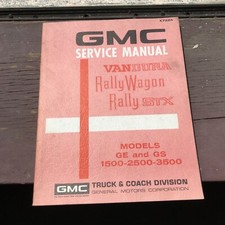 GMC
SERVICE MANUAL
VANDURA
Rally Wagon
Rally STX
MODELS
GE and GS
1500-2500-3500
GMC
TRUCK & COACH DIVISION
GENERAL MOTORS CORPORATION